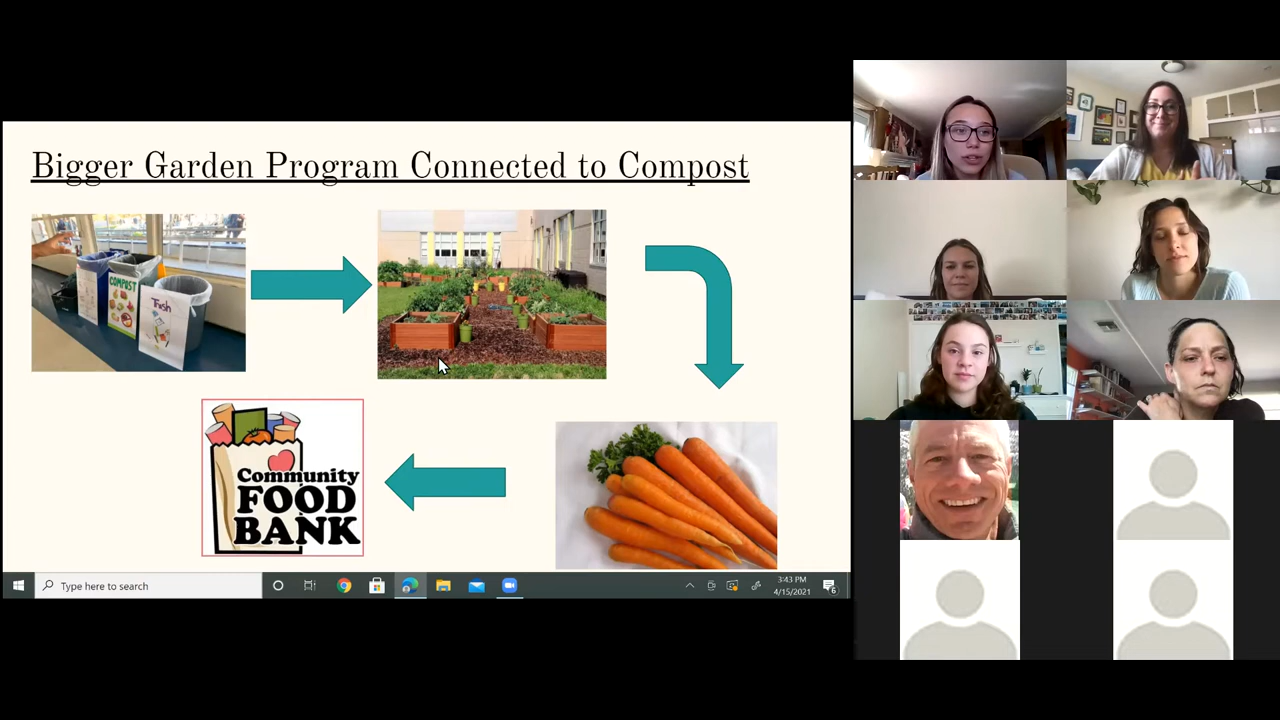 Bigger Garden Program Connected to Compost
COMPOST
Trash
Community
FOOD
BANK
Type here to search
3:43 PM
4/15/2021
6